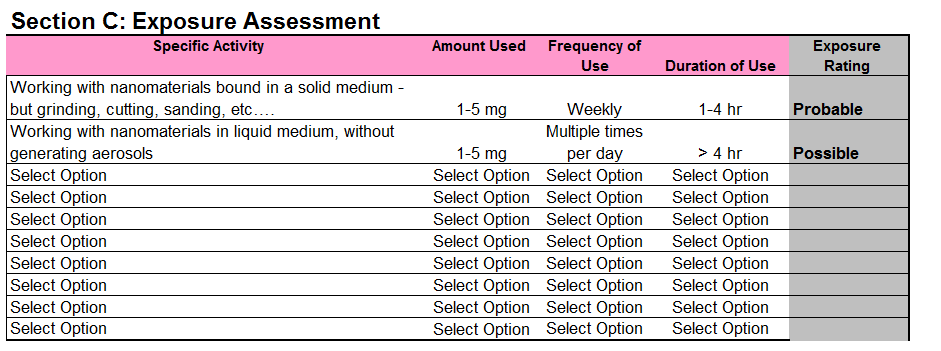 Section C: Exposure Assessment
Specific Activity Amount Used Frequency of Use Duration of Use Exposure Rating
Working with nanomaterials bound in a solid medium -
but grinding, cutting, sanding, etc.... 1-5 mg Weekly 1-4 hr Probable
Working with nanomaterials in liquid medium, without
generating aerosols 1-5 mg Multiple times per day > 4 hr Possible
Select Option Select Option Select Option Select Option
Select Option Select Option Select Option Select Option
Select Option Select Option Select Option Select Option
Select Option Select Option Select Option Select Option
Select Option Select Option Select Option Select Option
Select Option Select Option Select Option Select Option
Select Option Select Option Select Option Select Option
Select Option Select Option Select Option Select Option